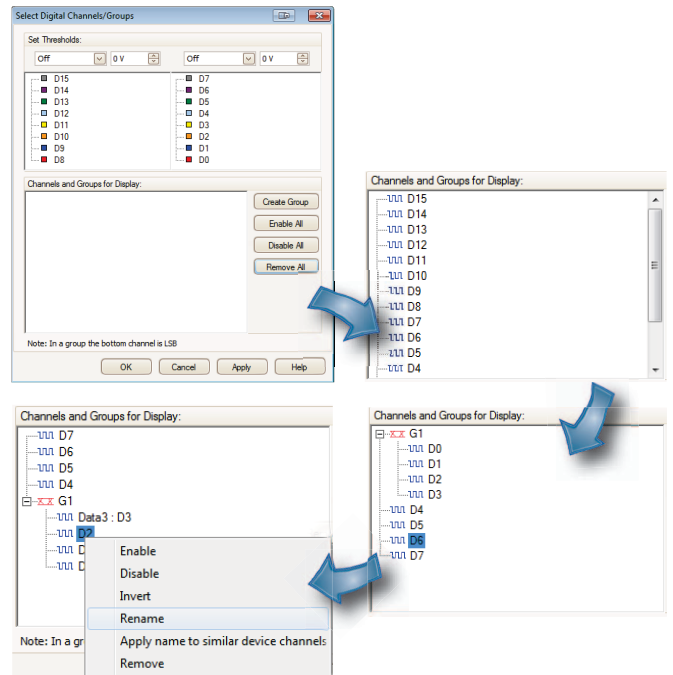 Select Digital Channels/Groups
Set Thresholds:
Off 0 V Off 0 V
D15 D7
D14 D6
D13 D5
D12 D4
D11 D3
D10 D2
D9 D1
D8 D0
Channels and Groups for Display:
Create Group
Enable All
Disable All
Remove All
Note: In a group the bottom channel is LSB
OK Cancel Apply Help
Channels and Groups for Display:
D15
D14
D13
D12
D11
D10
D9
D8
D7
D6
D5
D4
Channels and Groups for Display:
G1
D0
D1
D2
D3
D4
D5
D6
D7
Channels and Groups for Display:
D7
D6
D5
D4
G1
Data3 : D3
D2
D
D
Enable
Disable
Invert
Rename
Apply name to similar device channels
Remove
Note: In a gr